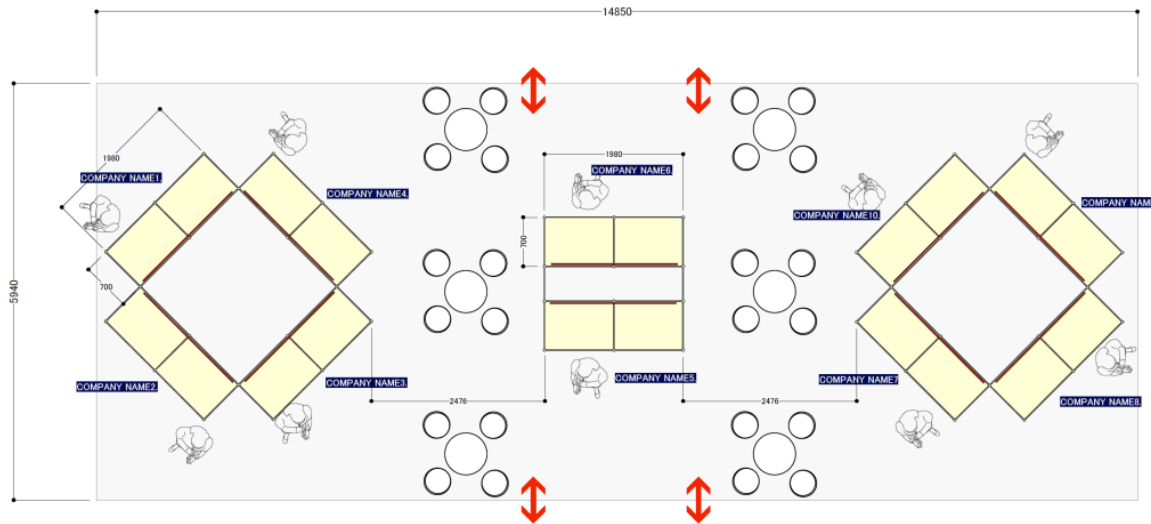 14850
1980
COMPANY NAME1.
COMPANY NAME4.
1980
COMPANY NAME6.
COMPANY NAME10.
COMPANY NAME
700
5940
700
COMPANY NAME2.
COMPANY NAME3.
COMPANY NAME5.
COMPANY NAME7
COMPANY NAME8.
2476
2476